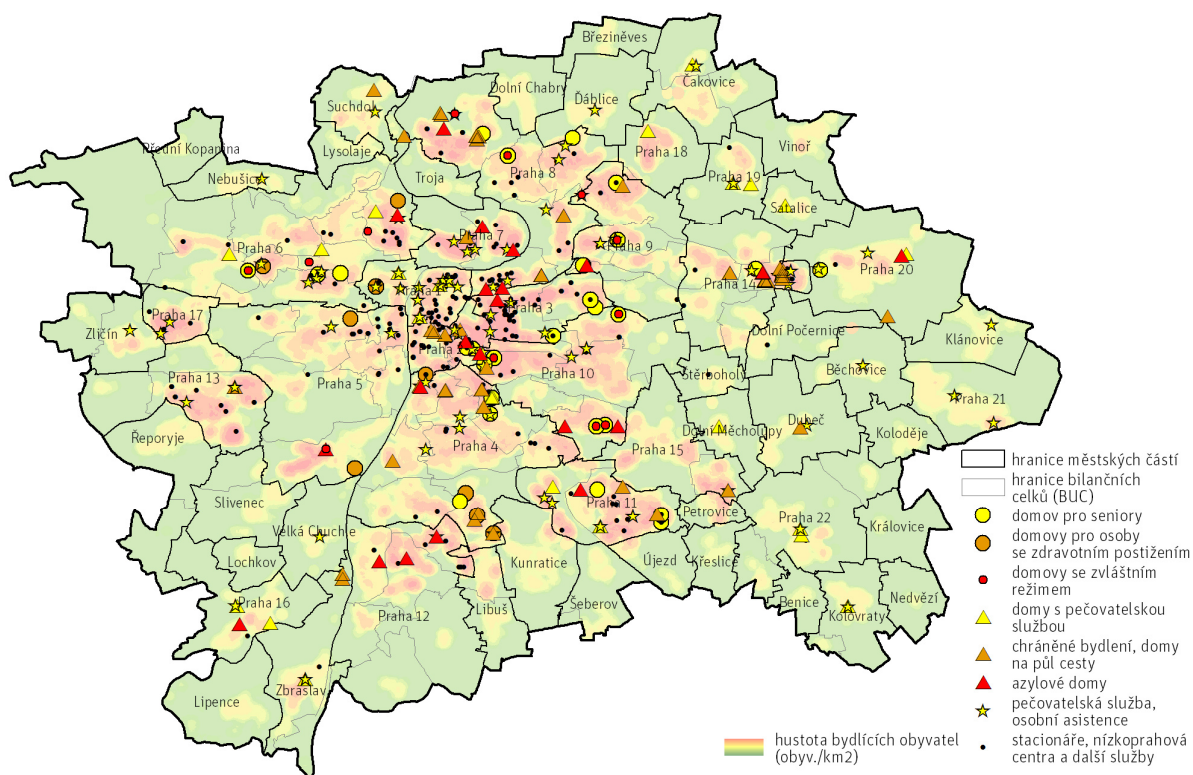 Březiněves
Čakovice
Dolní Chabry
Ďáblice
Suchdol
Praha 18
Vinoř
Přední Kopanina
Lysolaje
Praha 8
Nebušice
Troja
Praha 19
Satalice
Praha 7
Praha 6
Praha 9
Praha 20
Praha 14
Praha 1
Praha 3
Praha 17
Zličín
Dolní Počernice
Klánovice
Praha 2
Praha 10
Běchovice
Štěrboholy
Praha 13
Praha 5
Praha 21
Řeporyje
Dubeč
Dolní Měcholupy
Koloděje
Praha 4
Praha 15
hranice městských částí
hranice bilančních
celků (BUC)
domov pro seniory
domovy pro osoby
se zdravotním postižením
domovy se zvláštním
režimem
domy s pečovatelskou
službou
chráněné bydlení, domy
na půl cesty
azylové domy
pečovatelská služba,
osobní asistence
stacionáře, nízkoprahová
centra a další služby
Slivenec
Praha 11
Petrovice
Praha 22
Královice
Velká Chuchle
Lochkov
Kunratice
Újezd
Křeslice
Praha 16
Praha 12
Libuš
Šeberov
Benice
Kolovraty
Nedvězí
Lipence
Zbraslav
hustota bydlících obyvatel
(obyv./km2)